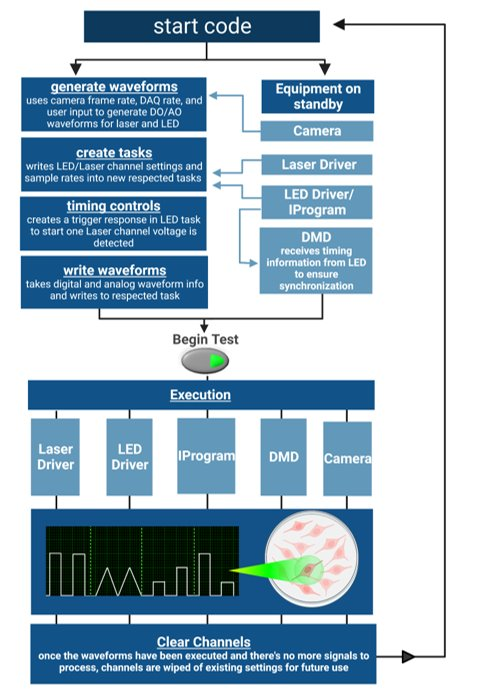 start code
generate waveforms
uses camera frame rate, DAQ rate, and
user input to generate DO/AO
waveforms for laser and LED
create tasks
writes LED/Laser channel settings and
sample rates into new respected tasks
timing controls
creates a trigger response in LED task
to start one Laser channel voltage is
detected
write waveforms
takes digital and analog waveform info
and writes to respected task
Equipment on
standby
Camera
Laser Driver
LED Driver/
IProgram
DMD
receives timing
information from LED
to ensure
synchronization
Begin Test
Execution
Laser
Driver
LED
Driver
IProgram
DMD
Camera
Clear Channels
once the waveforms have been executed and there's no more signals to
process, channels are wiped of existing settings for future use